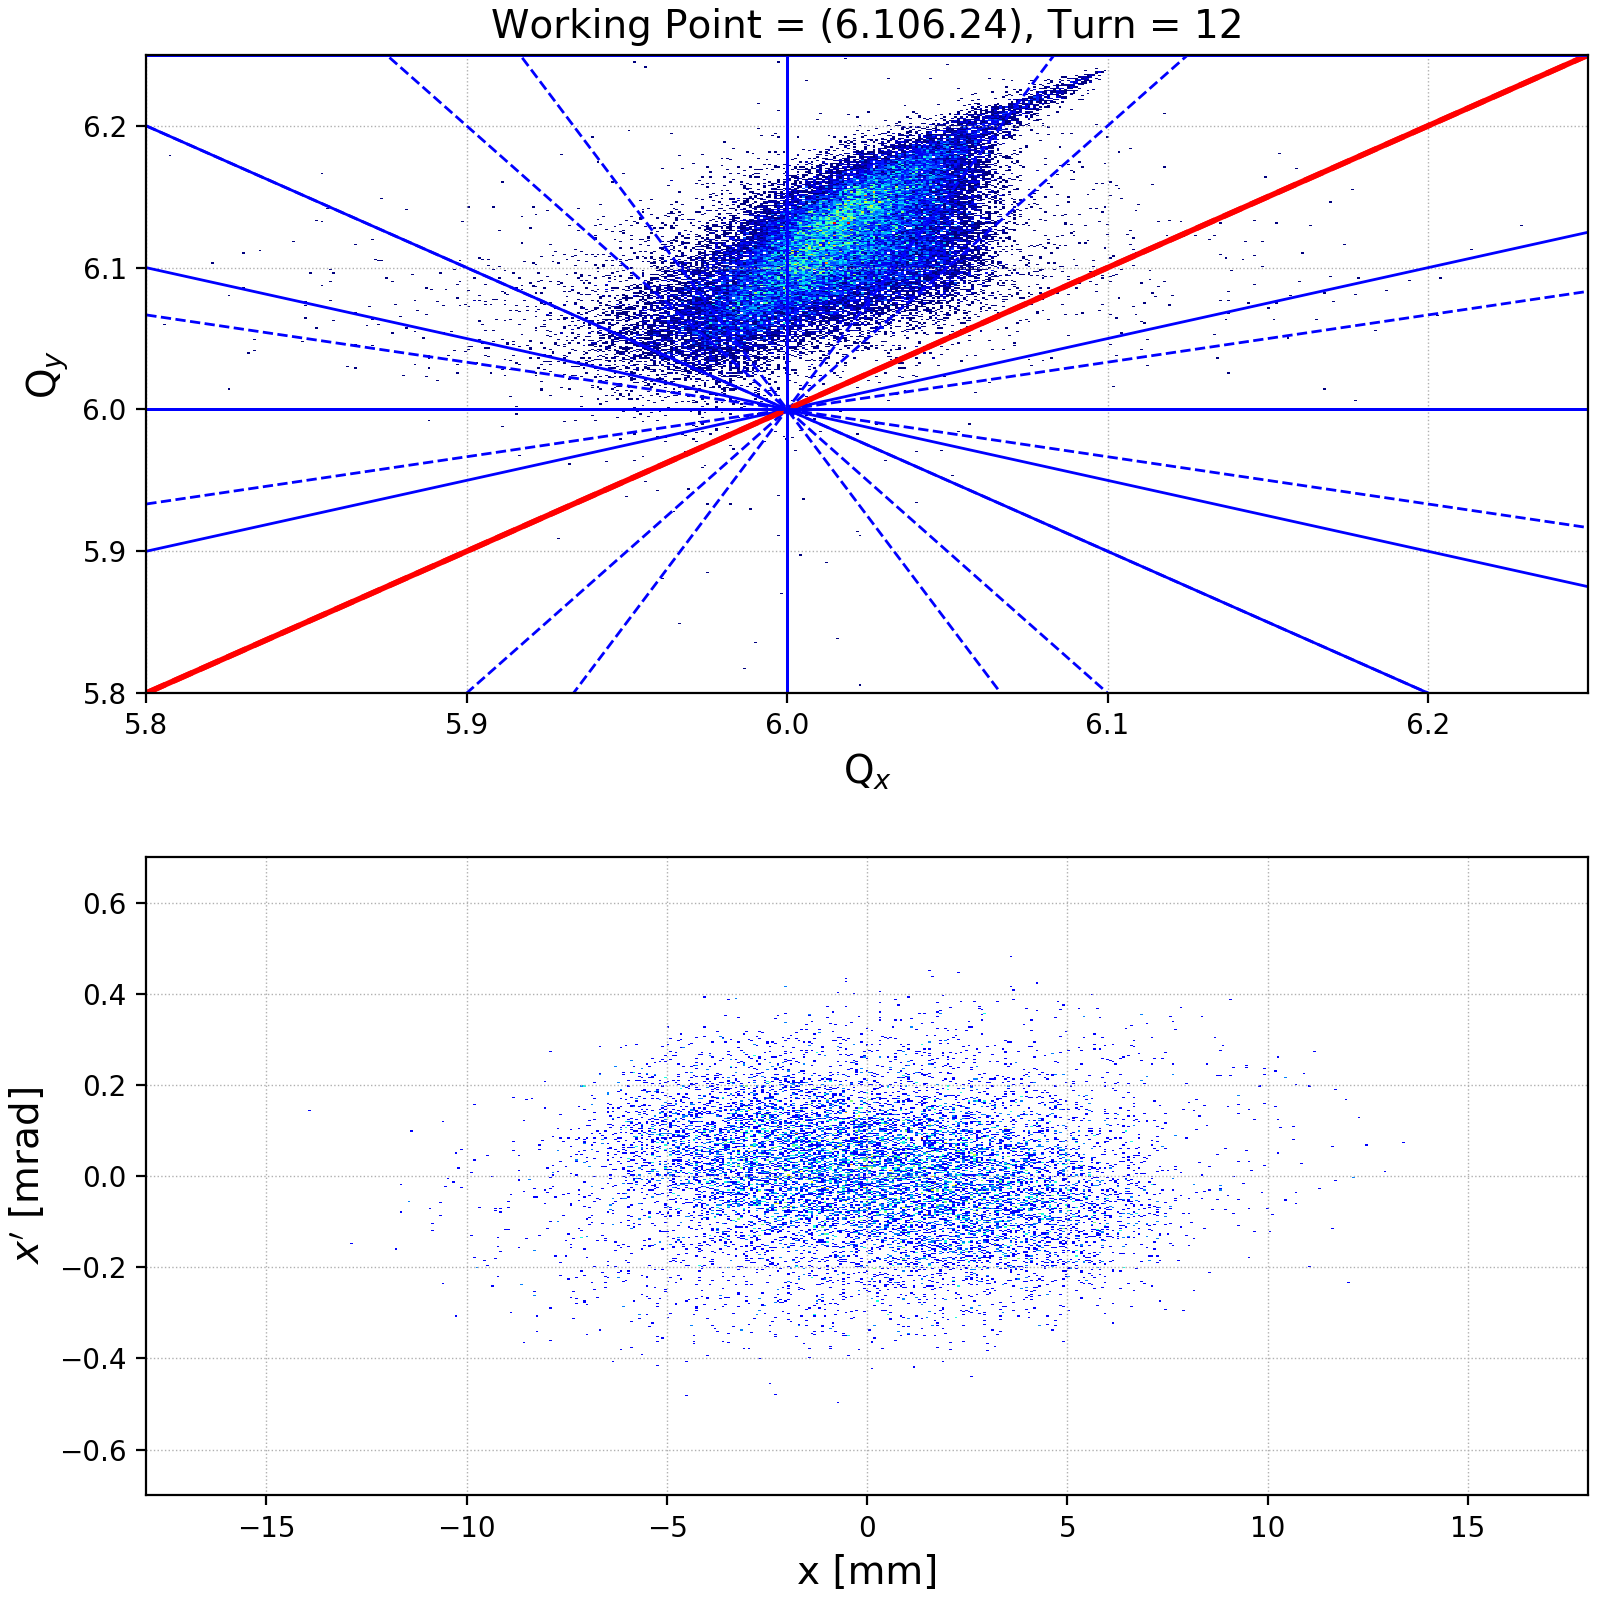 Working Point = (6.106.24), Turn = 12
6.2
6.1
6.0
5.9
5.8
Qy
5.8 5.9 6.0 6.1 6.2
Qx
0.6
0.4
0.2
0.0
−0.2
−0.4
−0.6
x′ [mrad]
−15 −10 −5 0 5 10 15
x [mm]